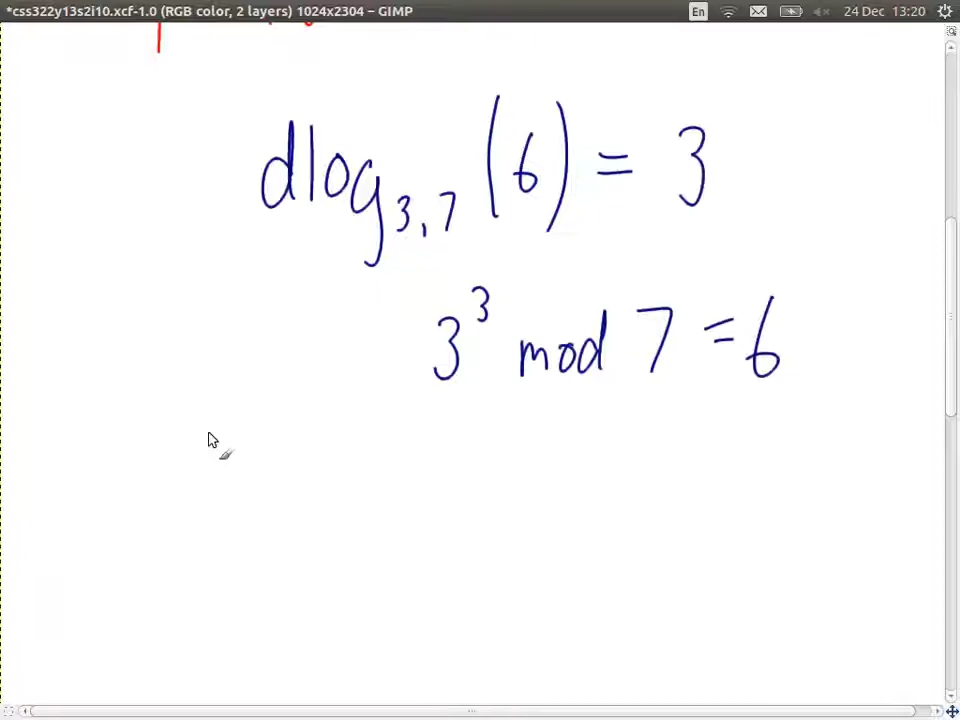 *css322y13s2i10.xcf-1.0 (RGB color, 2 layers) 1024x2304 – GIMP En 24 Dec 13:20
dlog₃,₇ (6) = 3
3³ mod 7 = 6